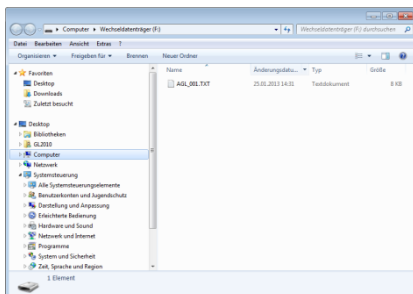 Computer ▸ Wechseldatenträger (F:)
Wechseldatenträger (F:) durchsuchen
Datei Bearbeiten Ansicht Extras ?
Organisieren Freigeben für Brennen Neuer Ordner
Name Änderungsdatu... Typ Größe
AGL_001.TXT 25.01.2013 14:31 Textdokument 8 KB
Favoriten
Desktop
Downloads
Zuletzt besucht
Desktop
Bibliotheken
GL2010
Computer
Netzwerk
Systemsteuerung
Alle Systemsteuerungselemente
Benutzerkonten und Jugendschutz
Darstellung und Anpassung
Erleichterte Bedienung
Hardware und Sound
Netzwerk und Internet
Programme
System und Sicherheit
Zeit, Sprache und Region
1 Element